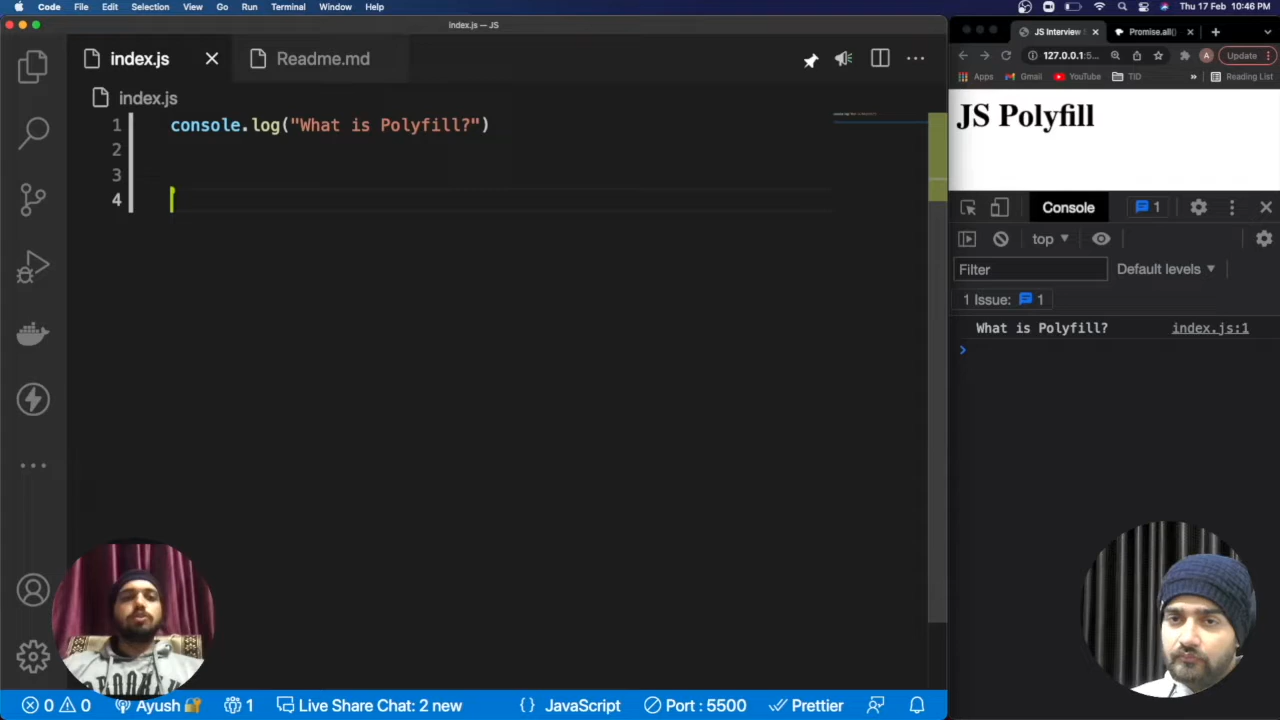 Code File Edit Selection View Go Run Terminal Window Help
Thu 17 Feb 10:46 PM
index.js — JS
index.js
Readme.md
index.js
1 console.log("What is Polyfill?")
2
3
4
0 0 Ayush 1 Live Share Chat: 2 new {} JavaScript Port : 5500 Prettier
JS Interview
Promise.all()
127.0.0.1:5...
A
Update
Apps Gmail YouTube TID » Reading List
JS Polyfill
Console
1
top
Filter
Default levels
1 Issue: 1
What is Polyfill? index.js:1